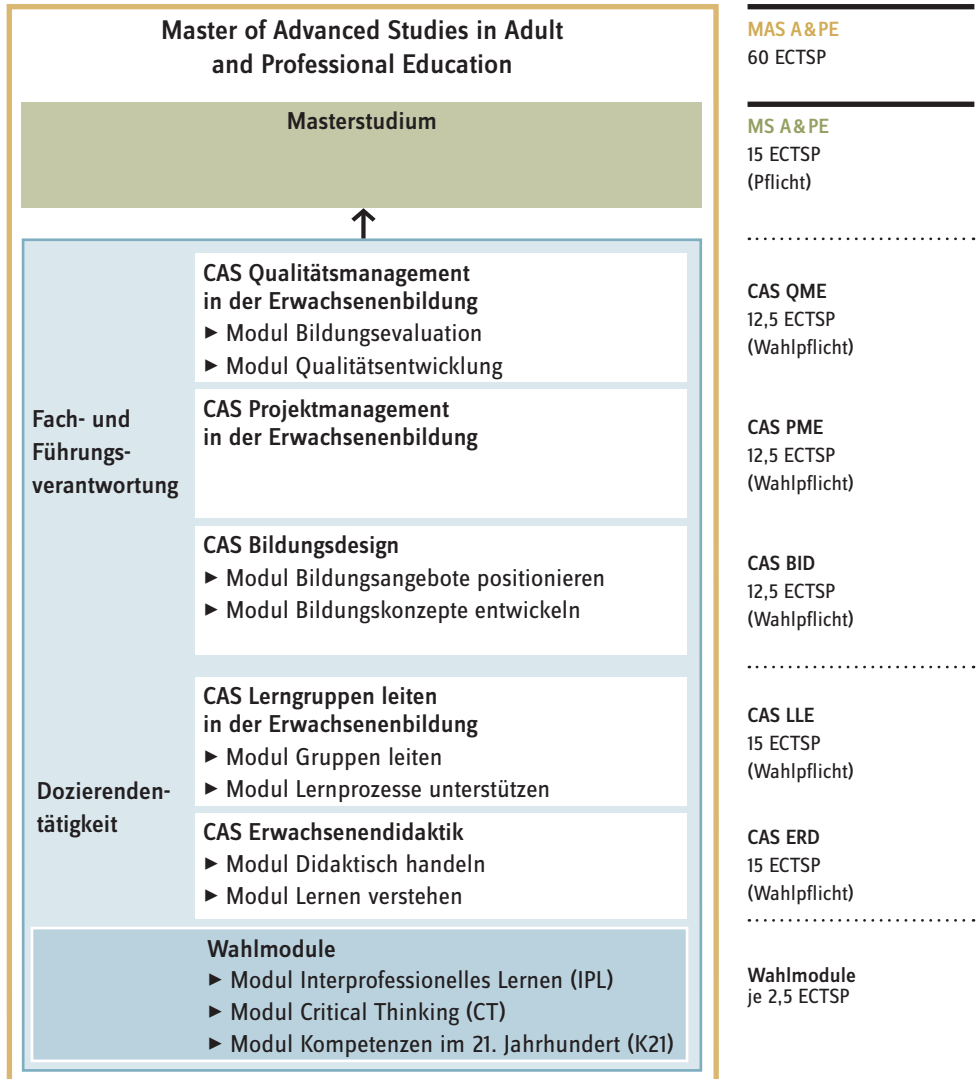 Master of Advanced Studies in Adult
and Professional Education
MAS A&PE
60 ECTSP
Masterstudium
MS A&PE
15 ECTSP
(Pflicht)
Fach- und
Führungs-
verantwortung
CAS Qualitätsmanagement
in der Erwachsenenbildung
► Modul Bildungsevaluation
► Modul Qualitätsentwicklung
CAS QME
12,5 ECTSP
(Wahlpflicht)
CAS Projektmanagement
in der Erwachsenenbildung
CAS PME
12,5 ECTSP
(Wahlpflicht)
CAS Bildungsdesign
► Modul Bildungsangebote positionieren
► Modul Bildungskonzepte entwickeln
CAS BID
12,5 ECTSP
(Wahlpflicht)
Dozierenden-
tätigkeit
CAS Lerngruppen leiten
in der Erwachsenenbildung
► Modul Gruppen leiten
► Modul Lernprozesse unterstützen
CAS LLE
15 ECTSP
(Wahlpflicht)
CAS Erwachsenendidaktik
► Modul Didaktisch handeln
► Modul Lernen verstehen
CAS ERD
15 ECTSP
(Wahlpflicht)
Wahlmodule
► Modul Interprofessionelles Lernen (IPL)
► Modul Critical Thinking (CT)
► Modul Kompetenzen im 21. Jahrhundert (K21)
Wahlmodule
je 2,5 ECTSP